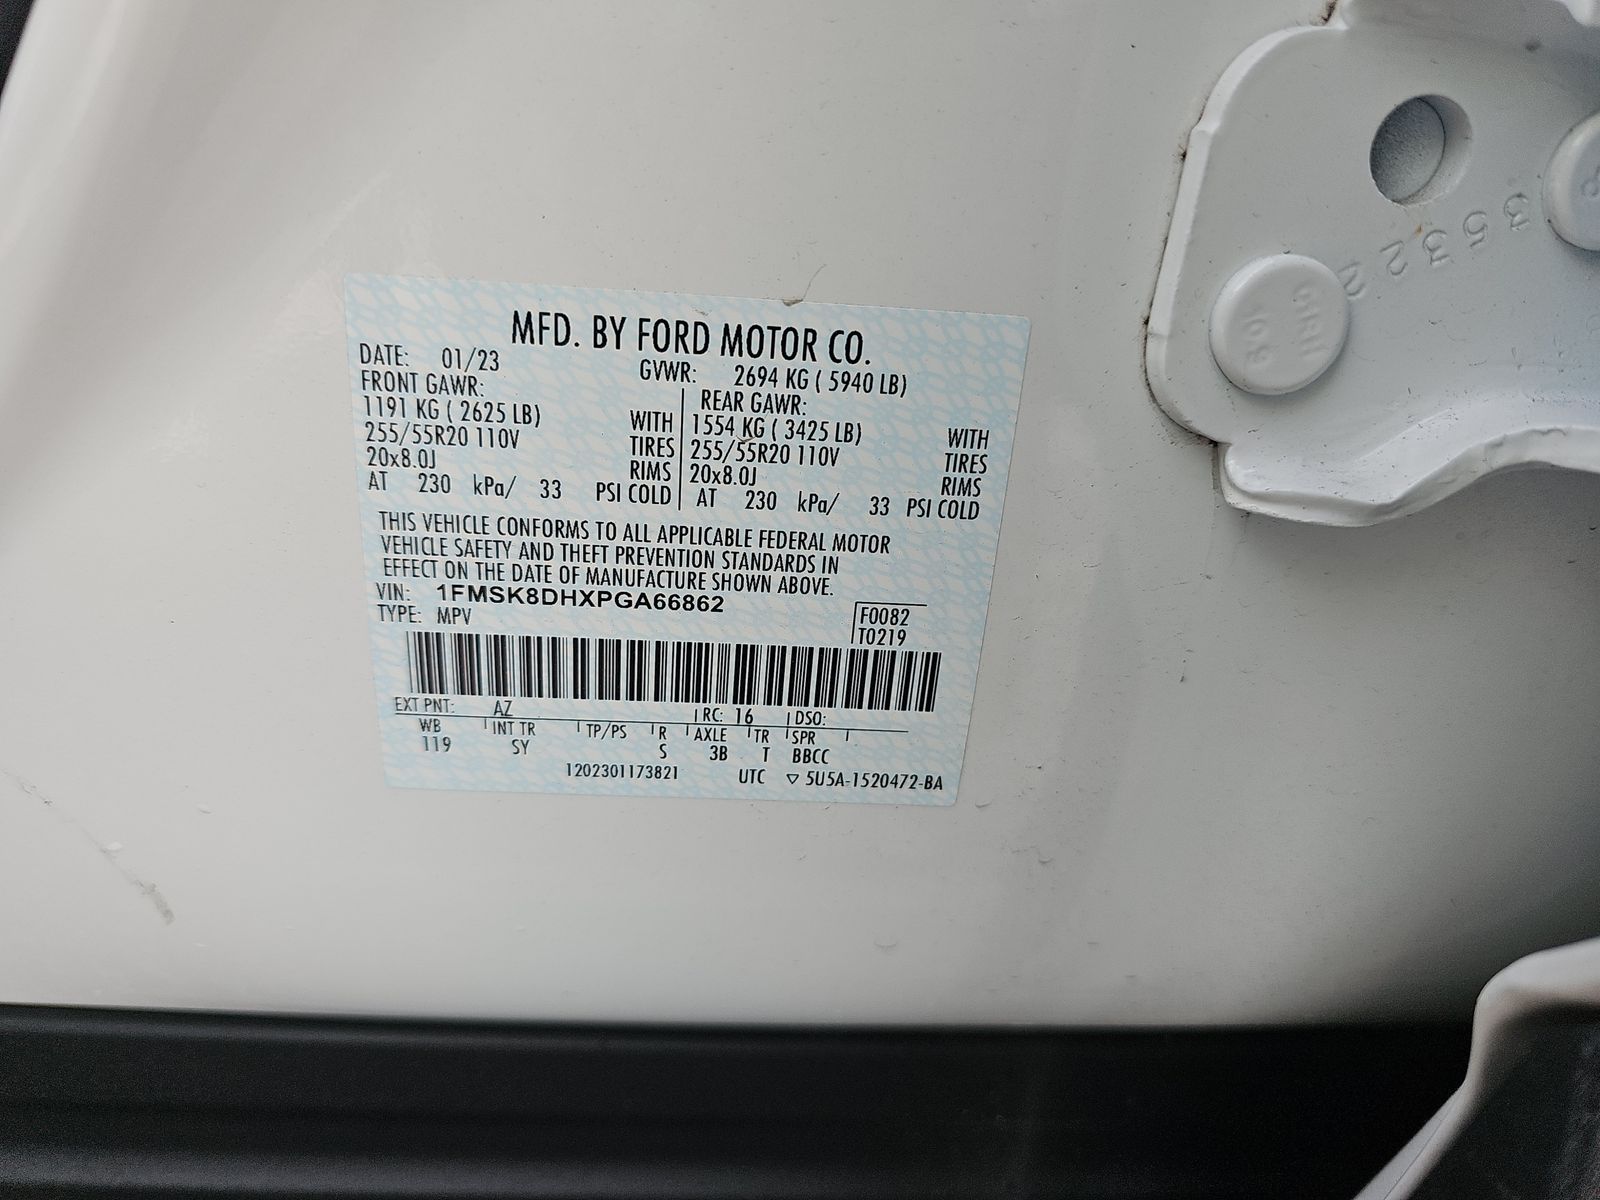 MFD. BY FORD MOTOR CO.
DATE: 01/23 GVWR: 2694 KG ( 5940 LB)
FRONT GAWR: REAR GAWR:
1191 KG ( 2625 LB) WITH 1554 KG ( 3425 LB) WITH
255/55R20 110V TIRES 255/55R20 110V TIRES
20x8.0J RIMS 20x8.0J RIMS
AT 230 kPa/ 33 PSI COLD AT 230 kPa/ 33 PSI COLD
THIS VEHICLE CONFORMS TO ALL APPLICABLE FEDERAL MOTOR
VEHICLE SAFETY AND THEFT PREVENTION STANDARDS IN
EFFECT ON THE DATE OF MANUFACTURE SHOWN ABOVE.
VIN: 1FMSK8DHXPGA66862
TYPE: MPV
F0082
T0219
EXT PNT: AZ RC: 16 DSO:
WB INT TR TP/PS R AXLE TR SPR
119 SY S 3B T BBCC
1202301173821 UTC ▽ 5U5A-1520472-BA
10.9